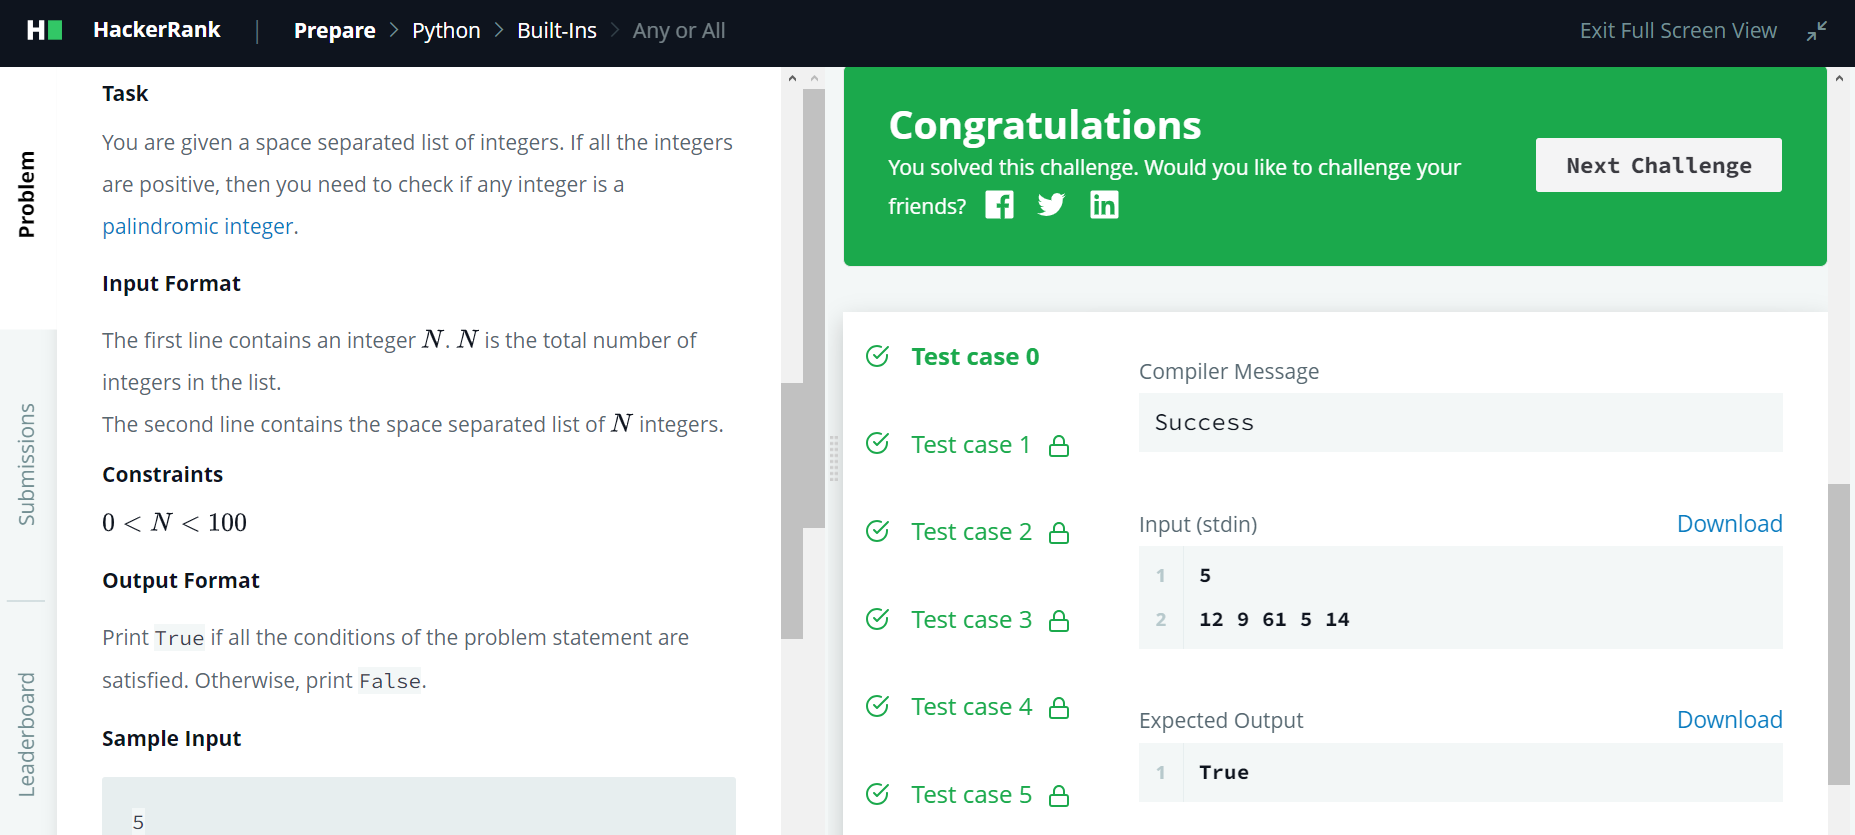 HackerRank | Prepare > Python > Built-Ins > Any or All Exit Full Screen View
Problem
Submissions
Leaderboard
Task
You are given a space separated list of integers. If all the integers
are positive, then you need to check if any integer is a
palindromic integer.
Input Format
The first line contains an integer N. N is the total number of
integers in the list.
The second line contains the space separated list of N integers.
Constraints
0 < N < 100
Output Format
Print True if all the conditions of the problem statement are
satisfied. Otherwise, print False.
Sample Input
5
Congratulations
You solved this challenge. Would you like to challenge your
friends?
Next Challenge
Test case 0
Test case 1
Test case 2
Test case 3
Test case 4
Test case 5
Compiler Message
Success
Input (stdin) Download
1 5
2 12 9 61 5 14
Expected Output Download
1 True